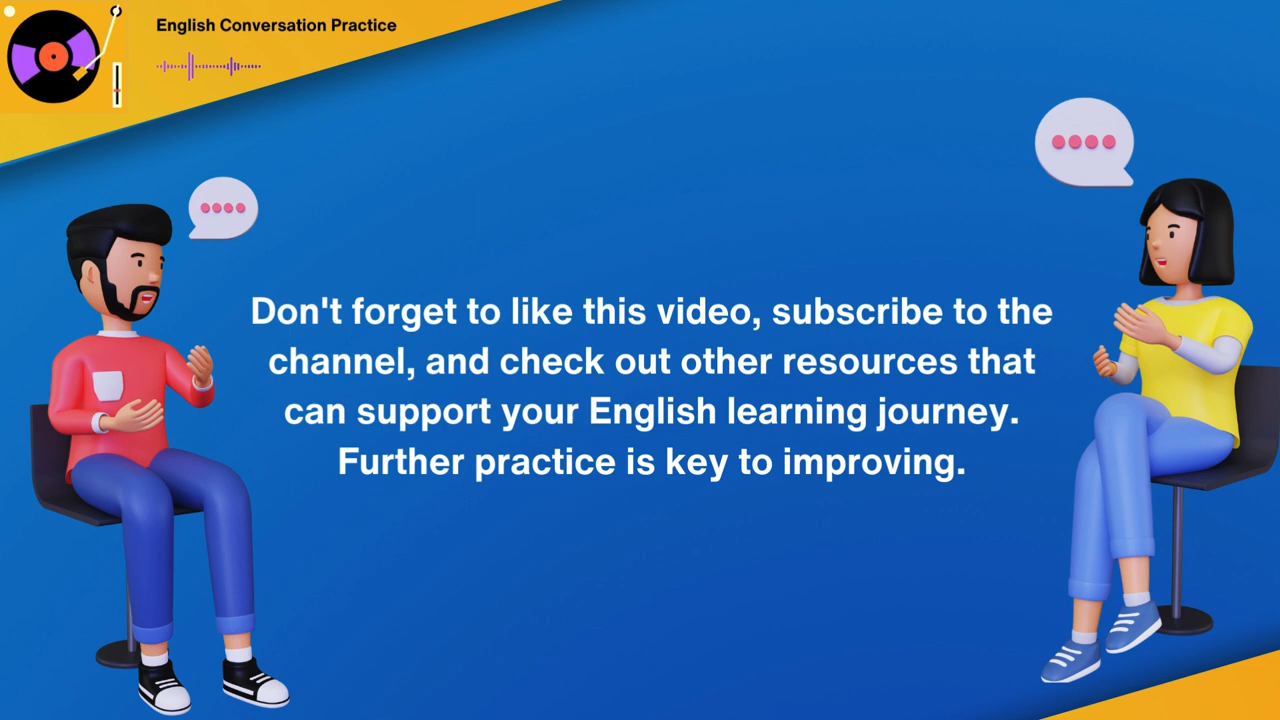 English Conversation Practice
Don't forget to like this video, subscribe to the
channel, and check out other resources that
can support your English learning journey.
Further practice is key to improving.